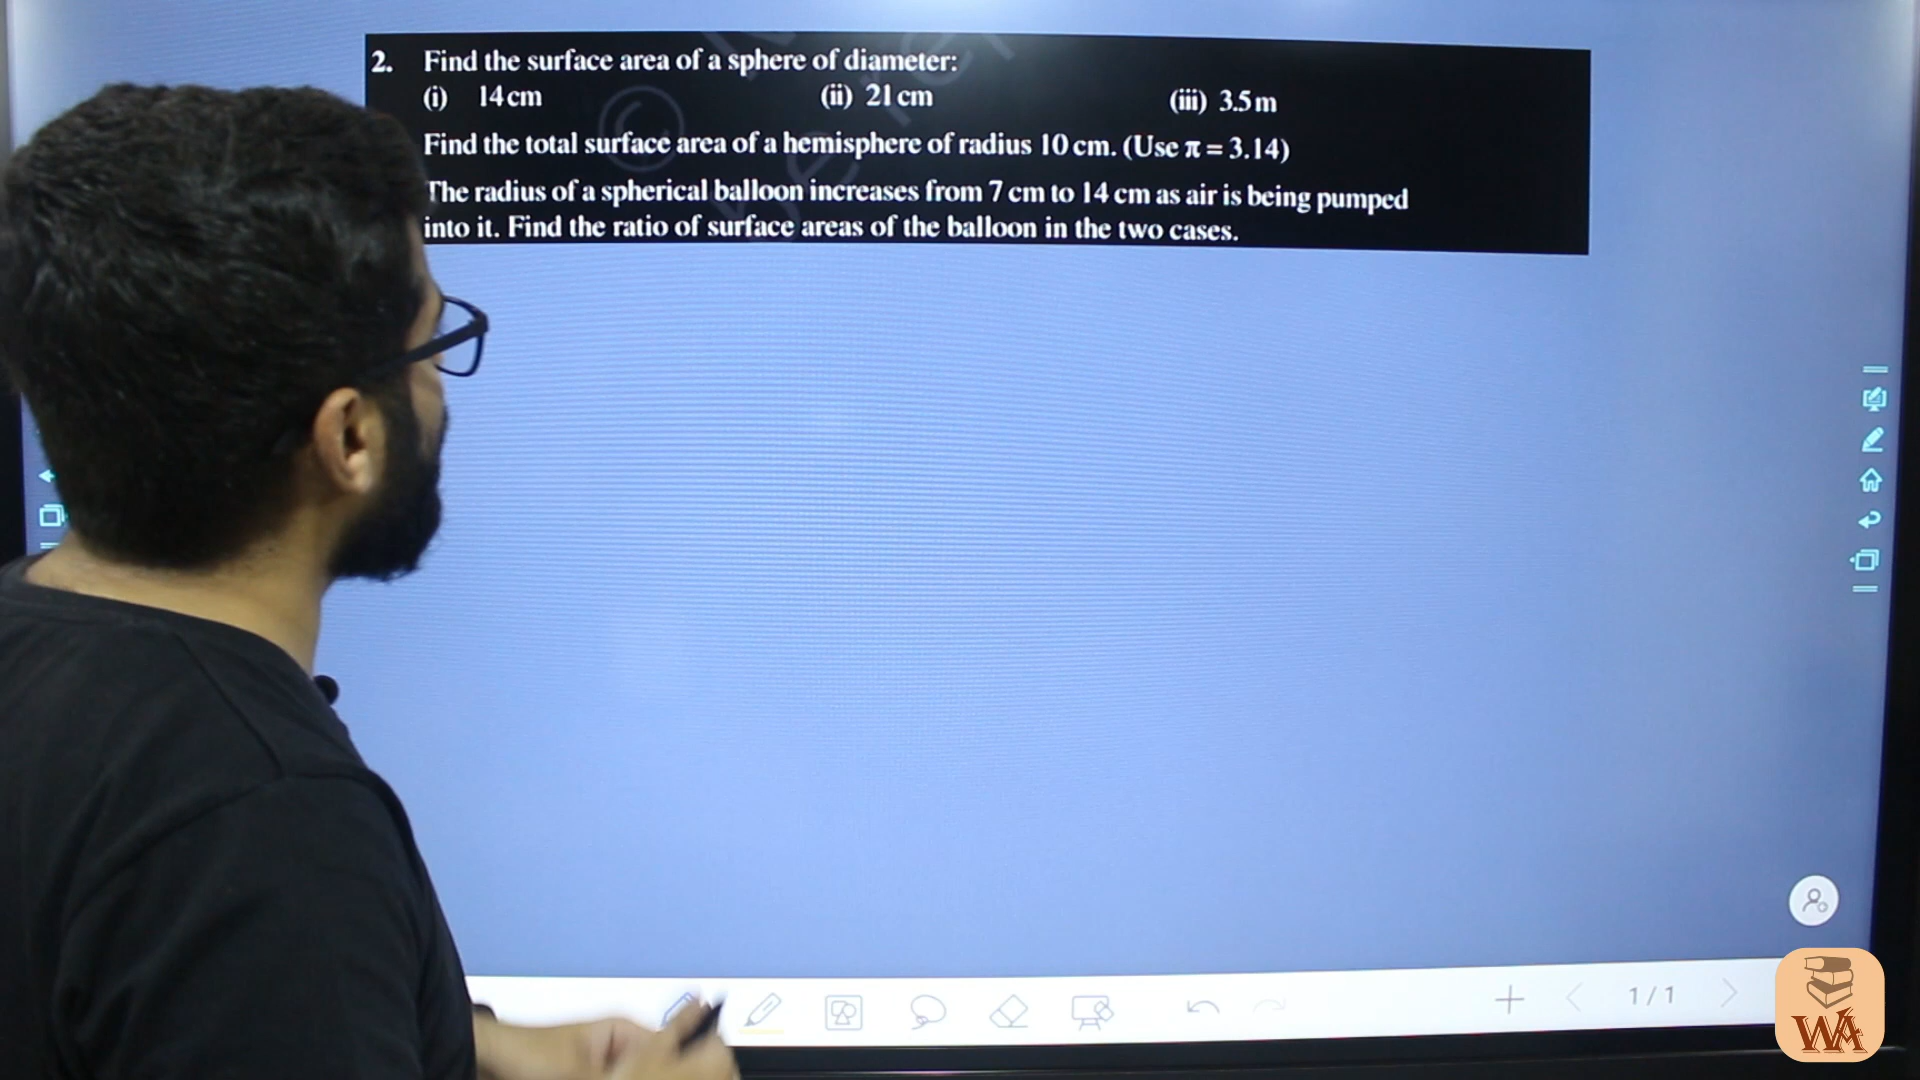 2. Find the surface area of a sphere of diameter:
(i) 14 cm (ii) 21 cm (iii) 3.5 m
Find the total surface area of a hemisphere of radius 10 cm. (Use π = 3.14)
The radius of a spherical balloon increases from 7 cm to 14 cm as air is being pumped
into it. Find the ratio of surface areas of the balloon in the two cases.
1/1
WA